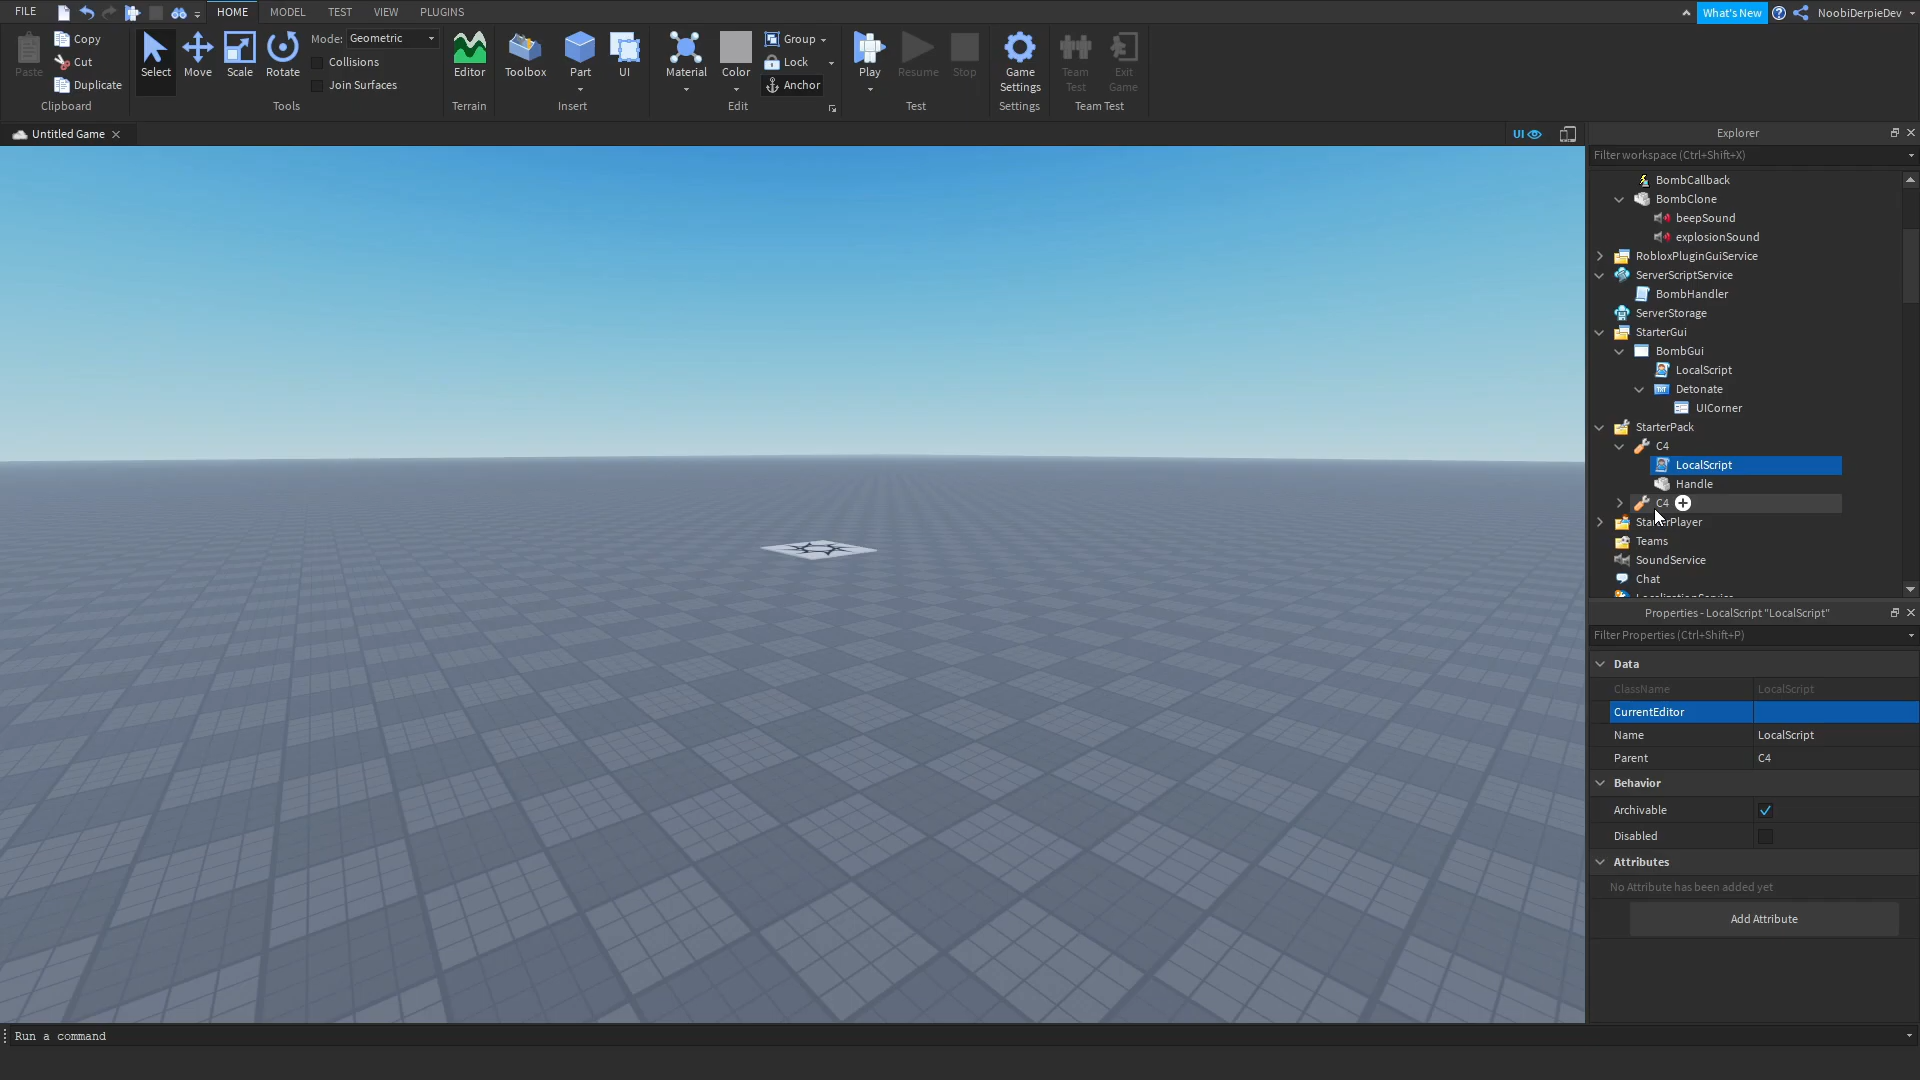 FILE
HOME
MODEL
TEST
VIEW
PLUGINS
What's New
NoobiDerpieDev
Paste
Copy
Cut
Duplicate
Clipboard
Select
Move
Scale
Rotate
Mode: Geometric
Collisions
Join Surfaces
Tools
Editor
Terrain
Toolbox
Part
UI
Insert
Material
Color
Group
Lock
Anchor
Edit
Play
Resume
Stop
Test
Game
Settings
Settings
Team
Test
Exit
Game
Team Test
Untitled Game
UI
Explorer
Filter workspace (Ctrl+Shift+X)
BombCallback
BombClone
beepSound
explosionSound
RobloxPluginGuiService
ServerScriptService
BombHandler
ServerStorage
StarterGui
BombGui
LocalScript
TXT
Detonate
UICorner
StarterPack
C4
LocalScript
Handle
C4
StarterPlayer
Teams
SoundService
Chat
LocalizationService
Properties - LocalScript "LocalScript"
Filter Properties (Ctrl+Shift+P)
Data
ClassName LocalScript
CurrentEditor
Name LocalScript
Parent C4
Behavior
Archivable
Disabled
Attributes
No Attribute has been added yet
Add Attribute
Run a command